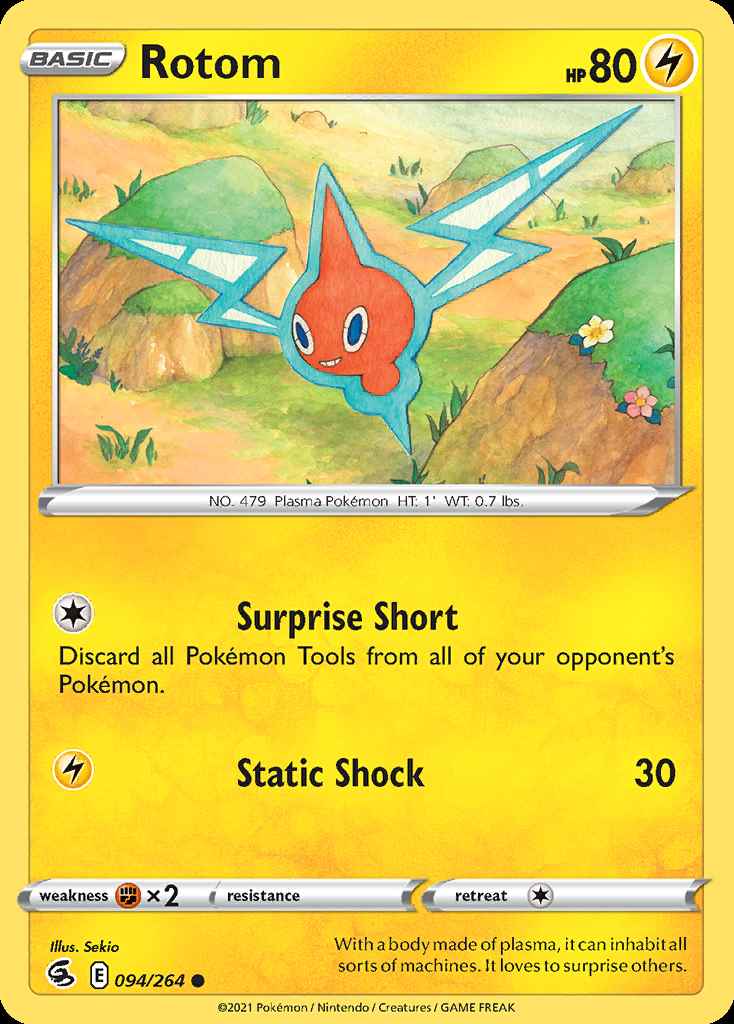 BASIC Rotom HP 80
NO. 479 Plasma Pokémon HT: 1' WT: 0.7 lbs.
Surprise Short
Discard all Pokémon Tools from all of your opponent's
Pokémon.
Static Shock 30
weakness ×2 resistance retreat
Illus. Sekio
With a body made of plasma, it can inhabit all
sorts of machines. It loves to surprise others.
E 094/264
©2021 Pokémon / Nintendo / Creatures / GAME FREAK